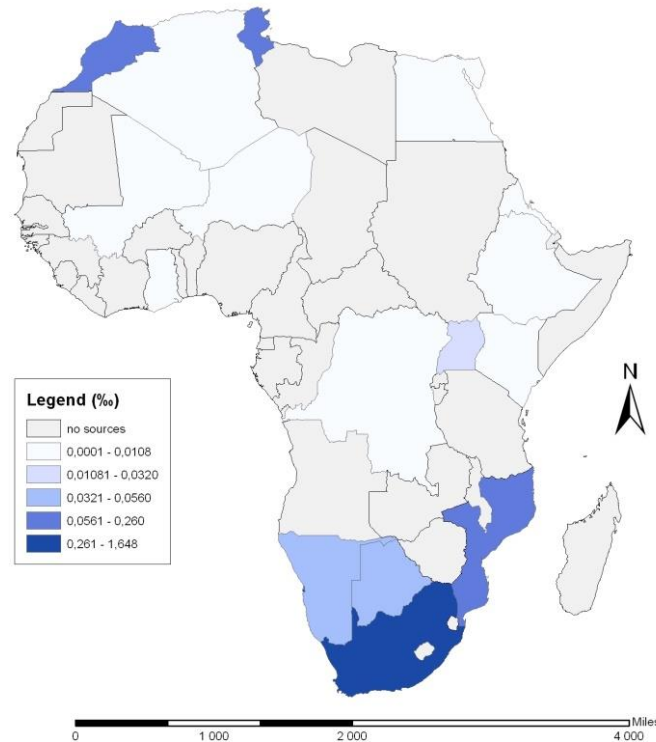 N
Legend (‰)
no sources
0,0001 - 0,0108
0,01081 - 0,0320
0,0321 - 0,0560
0,0561 - 0,260
0,261 - 1,648
Miles
0 1 000 2 000 4 000